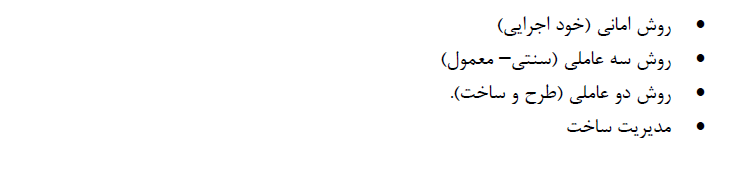 • روش امانی (خود اجرایی)
• روش سه عاملی (سنتی– معمول)
• روش دو عاملی (طرح و ساخت).
• مدیریت ساخت